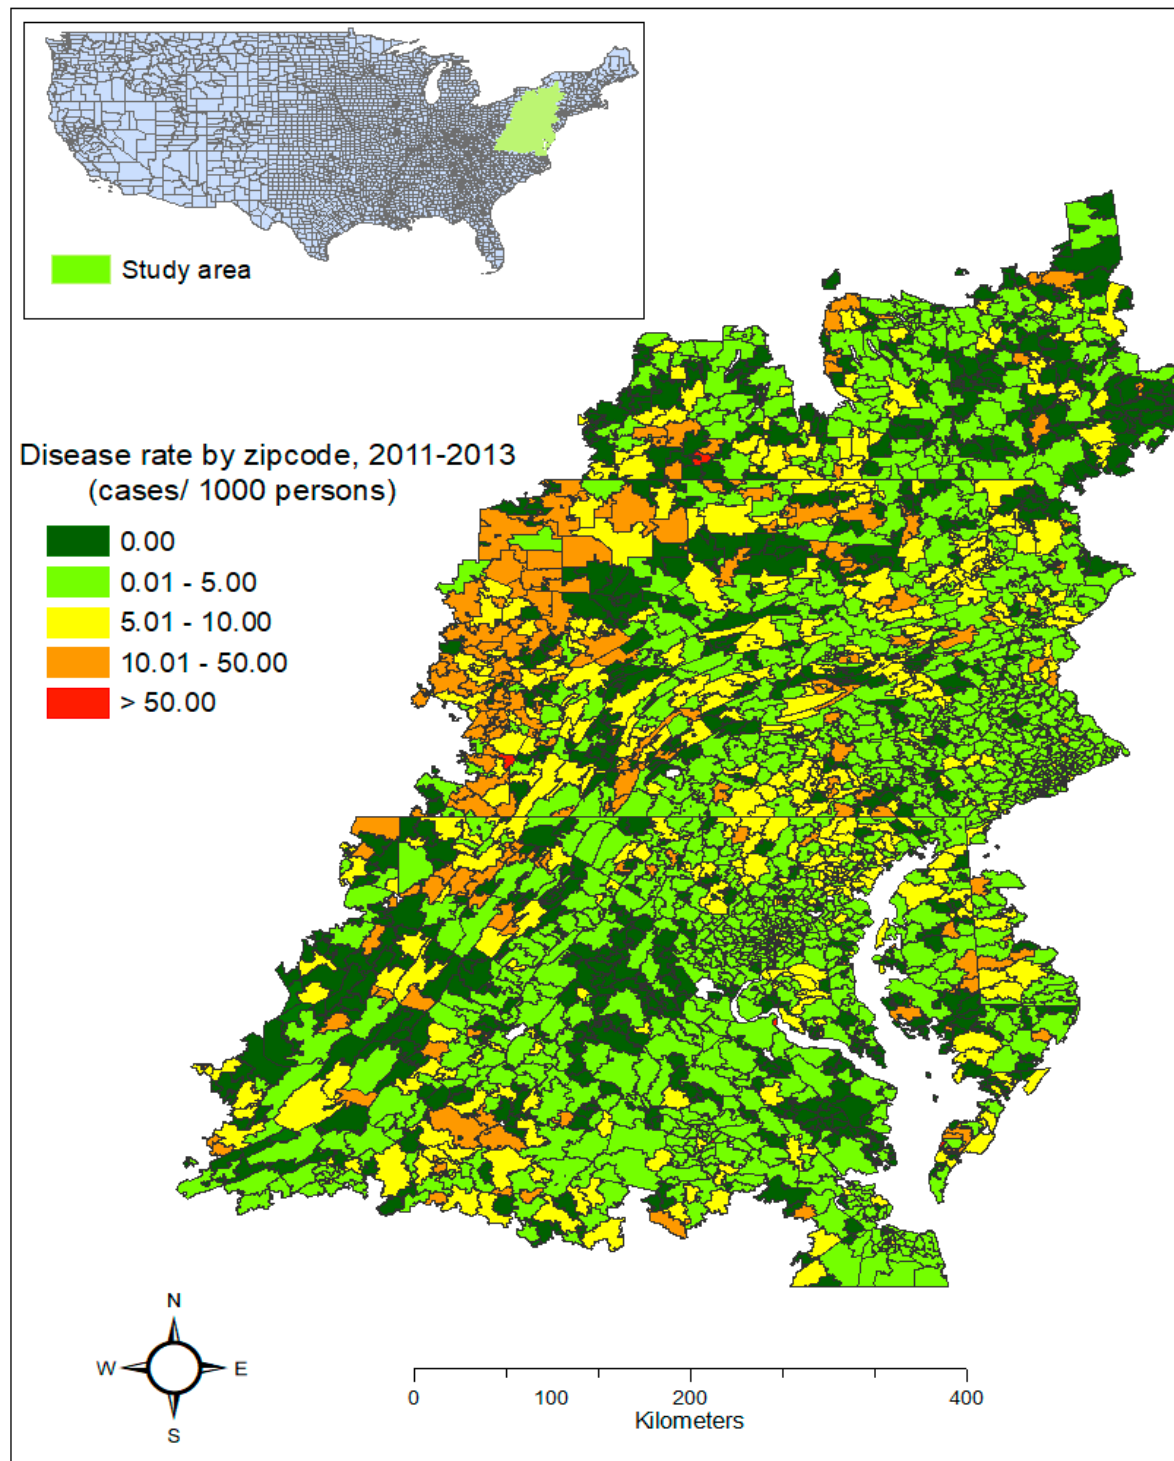 Study area
Disease rate by zipcode, 2011-2013
(cases/ 1000 persons)
0.00
0.01 - 5.00
5.01 - 10.00
10.01 - 50.00
> 50.00
N
W E
S
0 100 200 400
Kilometers